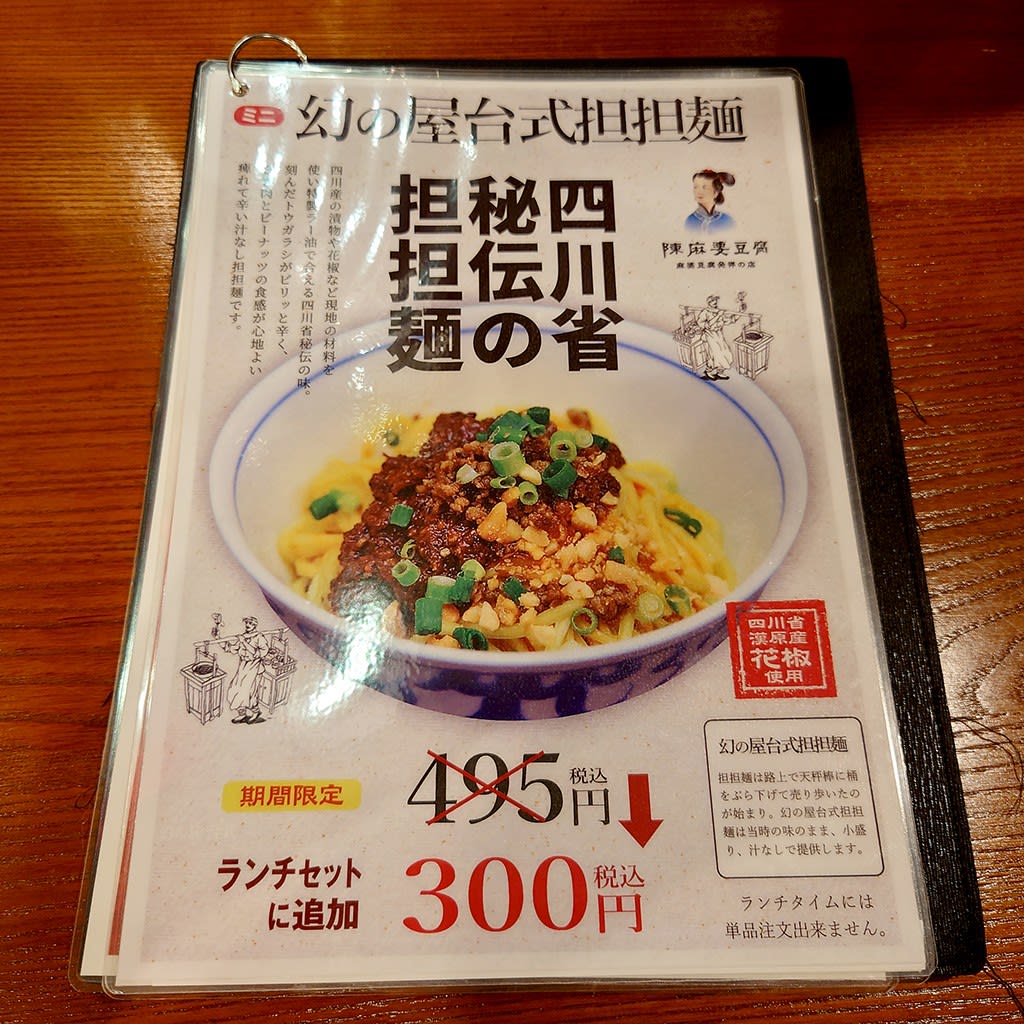 ミニ
幻の屋台式担担麺
四川省
秘伝の
担担麺
四川産の漬物や花椒など現地の材料を
使い特製ラー油で合える四川省秘伝の味。
刻んだトウガラシがピリッと辛く、
肉とピーナッツの食感が心地よい
痺れて辛い汁なし担担麺です。
陳麻婆豆腐
麻婆豆腐発祥の店
四川省
漢原産
花椒
使用
幻の屋台式担担麺
担担麺は路上で天秤棒に桶
をぶら下げて売り歩いたの
が始まり。幻の屋台式担担
麺は当時の味のまま、小盛
り、汁なしで提供します。
期間限定
495円 税込
ランチセット
に追加
300円 税込
ランチタイムには
単品注文出来ません。